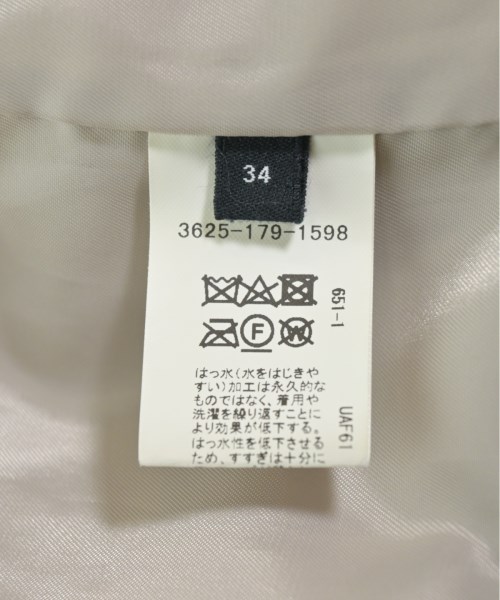 34
3625-179-1598
651-1
F
W
はっ水(水をはじきや
すい)加工は永久的な
ものではなく、着用や
洗濯を繰り返すことに
より効果が低下する。
はっ水性を低下させる
ため、すすぎは十分に
UAF61